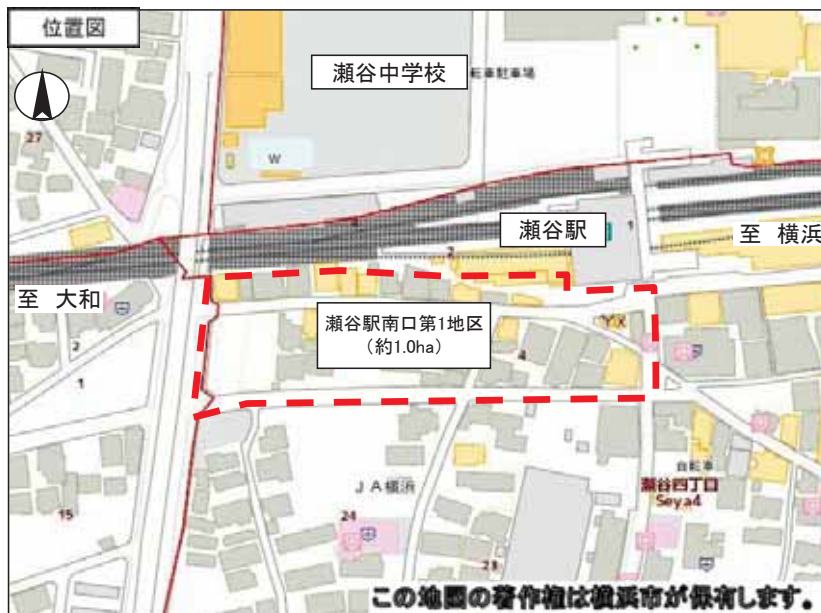 位置図
瀬谷中学校
転車駐車場
27
W
瀬谷駅
1
2
至 横浜
至 大和
瀬谷駅南口第1地区
(約1.0ha)
2
1
4
自転車
瀬谷四丁目
Seya4
JA横浜
15
24
23
この地図の著作権は横浜市が保有します。